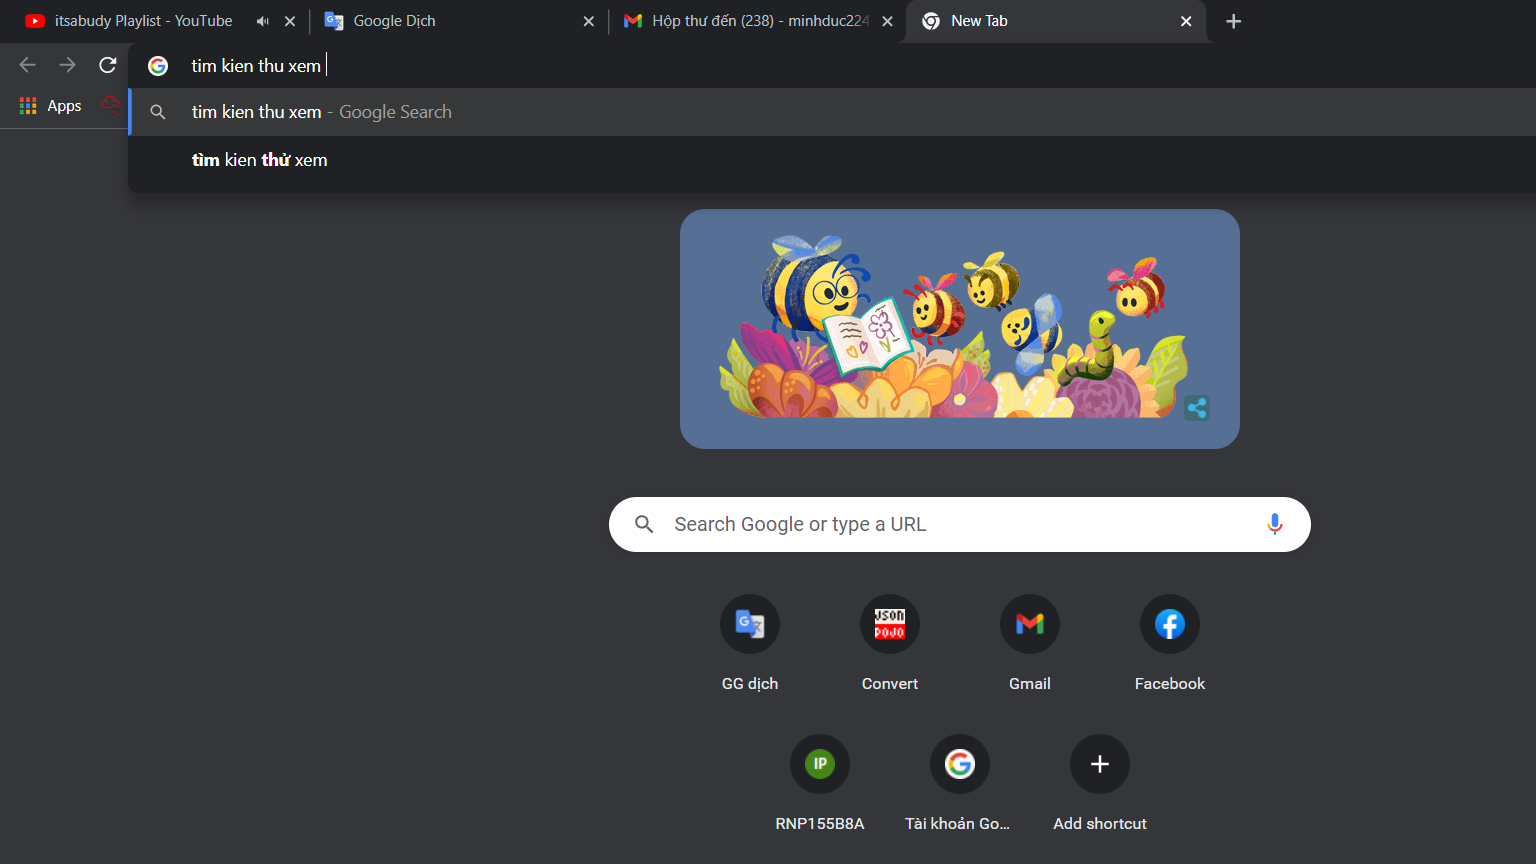 itsabudy Playlist - YouTube
Google Dịch
Hộp thư đến (238) - minhduc224
New Tab
tim kien thu xem
Apps
tim kien thu xem - Google Search
tìm kien thử xem
Search Google or type a URL
GG dịch
Convert
Gmail
Facebook
JSON
POJO
IP
RNP155B8A
Tài khoản Go...
Add shortcut